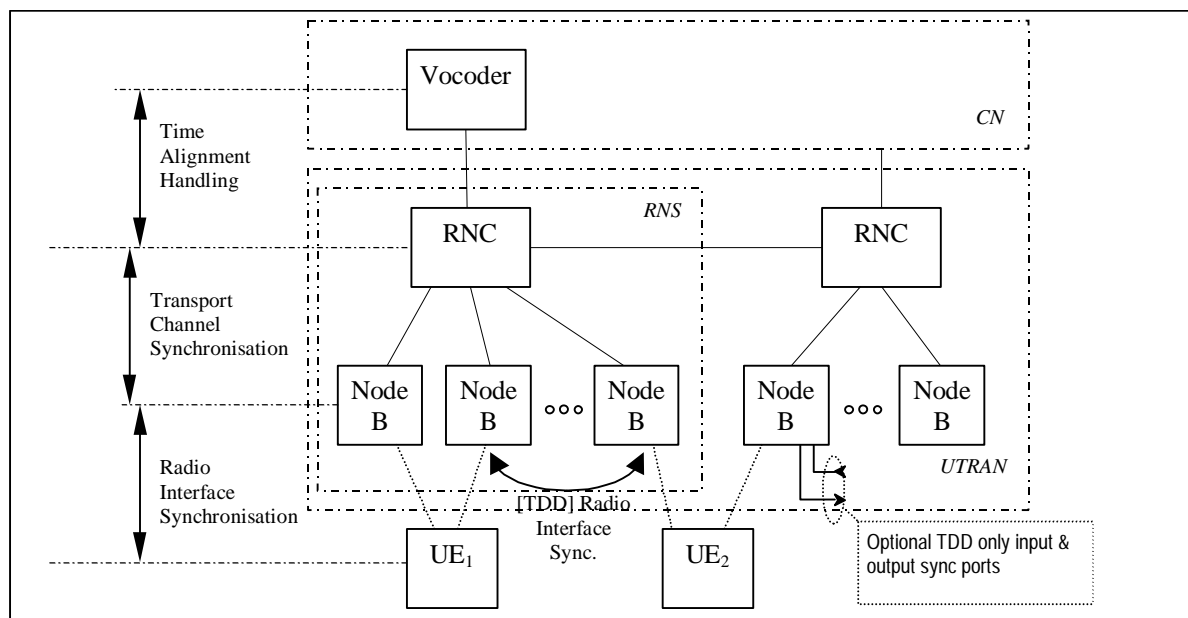 Vocoder
CN
Time
Alignment
Handling
RNS
RNC
RNC
Transport
Channel
Synchronisation
Node
B
Node
B
Node
B
Node
B
Node
B
UTRAN
Radio
Interface
Synchronisation
[TDD] Radio
Interface
Sync.
UE1
UE2
Optional TDD only input &
output sync ports